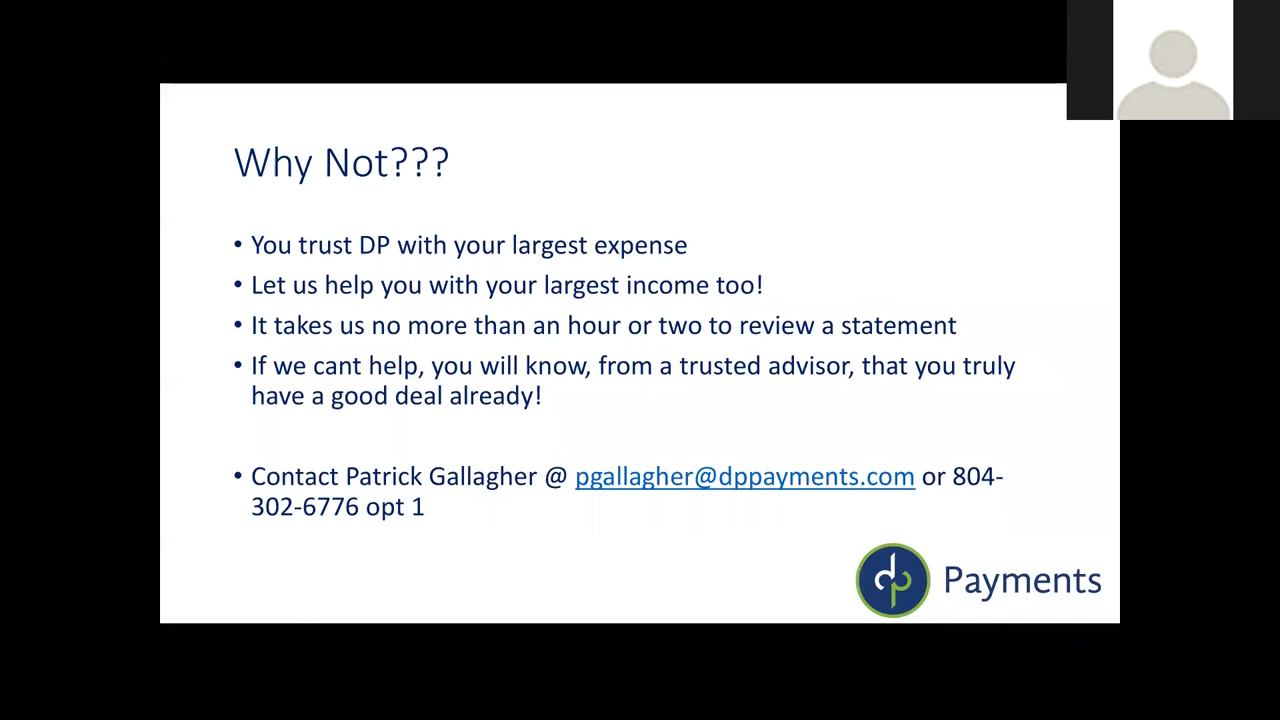 Why Not???
• You trust DP with your largest expense
• Let us help you with your largest income too!
• It takes us no more than an hour or two to review a statement
• If we cant help, you will know, from a trusted advisor, that you truly
have a good deal already!
• Contact Patrick Gallagher @ pgallagher@dppayments.com or 804-
302-6776 opt 1
dp Payments